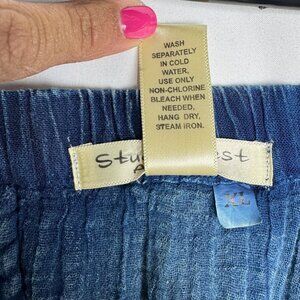 WASH
SEPARATELY
IN COLD
WATER,
USE ONLY
NON-CHLORINE
BLEACH WHEN
NEEDED,
HANG DRY,
STEAM IRON.
XL